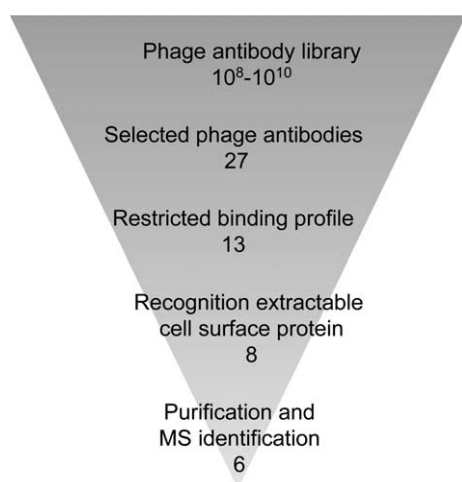 Phage antibody library
10⁸-10¹⁰
Selected phage antibodies
27
Restricted binding profile
13
Recognition extractable
cell surface protein
8
Purification and
MS identification
6